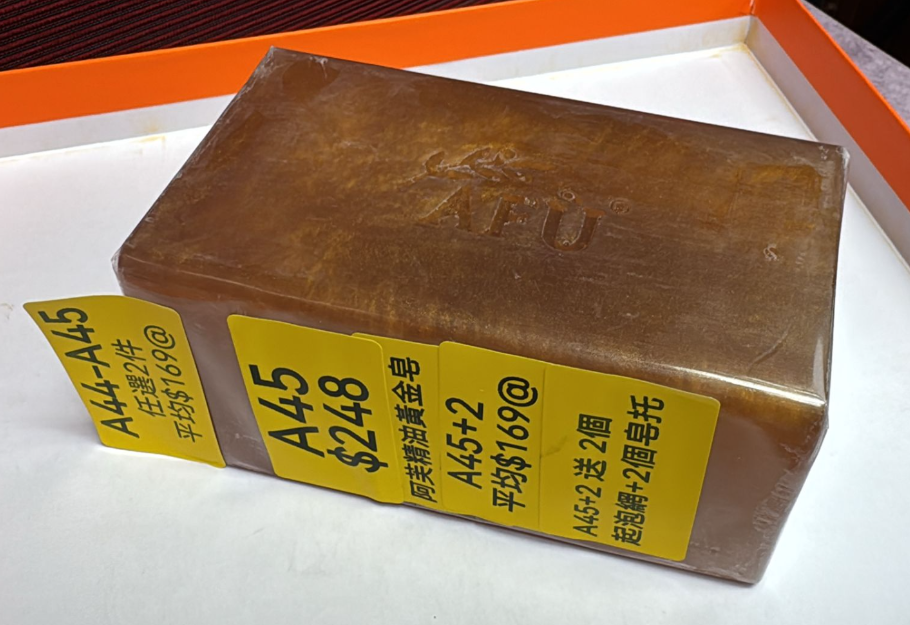 AFU®
A44-A45
任選2件
平均$169@
A45
$248
阿芙精油黃金皂
A45+2
平均$169@
A45+2 送 2個
起泡網+2個皂托